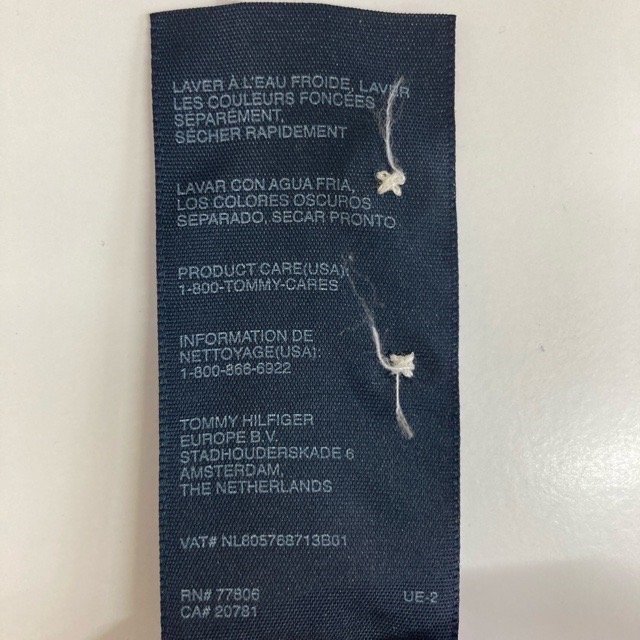 LAVER À L'EAU FROIDE, LAVER
LES COULEURS FONCÉES
SEPARÉMENT,
SÉCHER RAPIDEMENT
LAVAR CON AGUA FRIA,
LOS COLORES OSCUROS
SEPARADO, SECAR PRONTO
PRODUCT CARE(USA):
1-800-TOMMY-CARES
INFORMATION DE
NETTOYAGE(USA):
1-800-866-6922
TOMMY HILFIGER
EUROPE B.V.
STADHOUDERSKADE 6
AMSTERDAM,
THE NETHERLANDS
VAT# NL805768713B01
RN# 77806 UE-2
CA# 20781